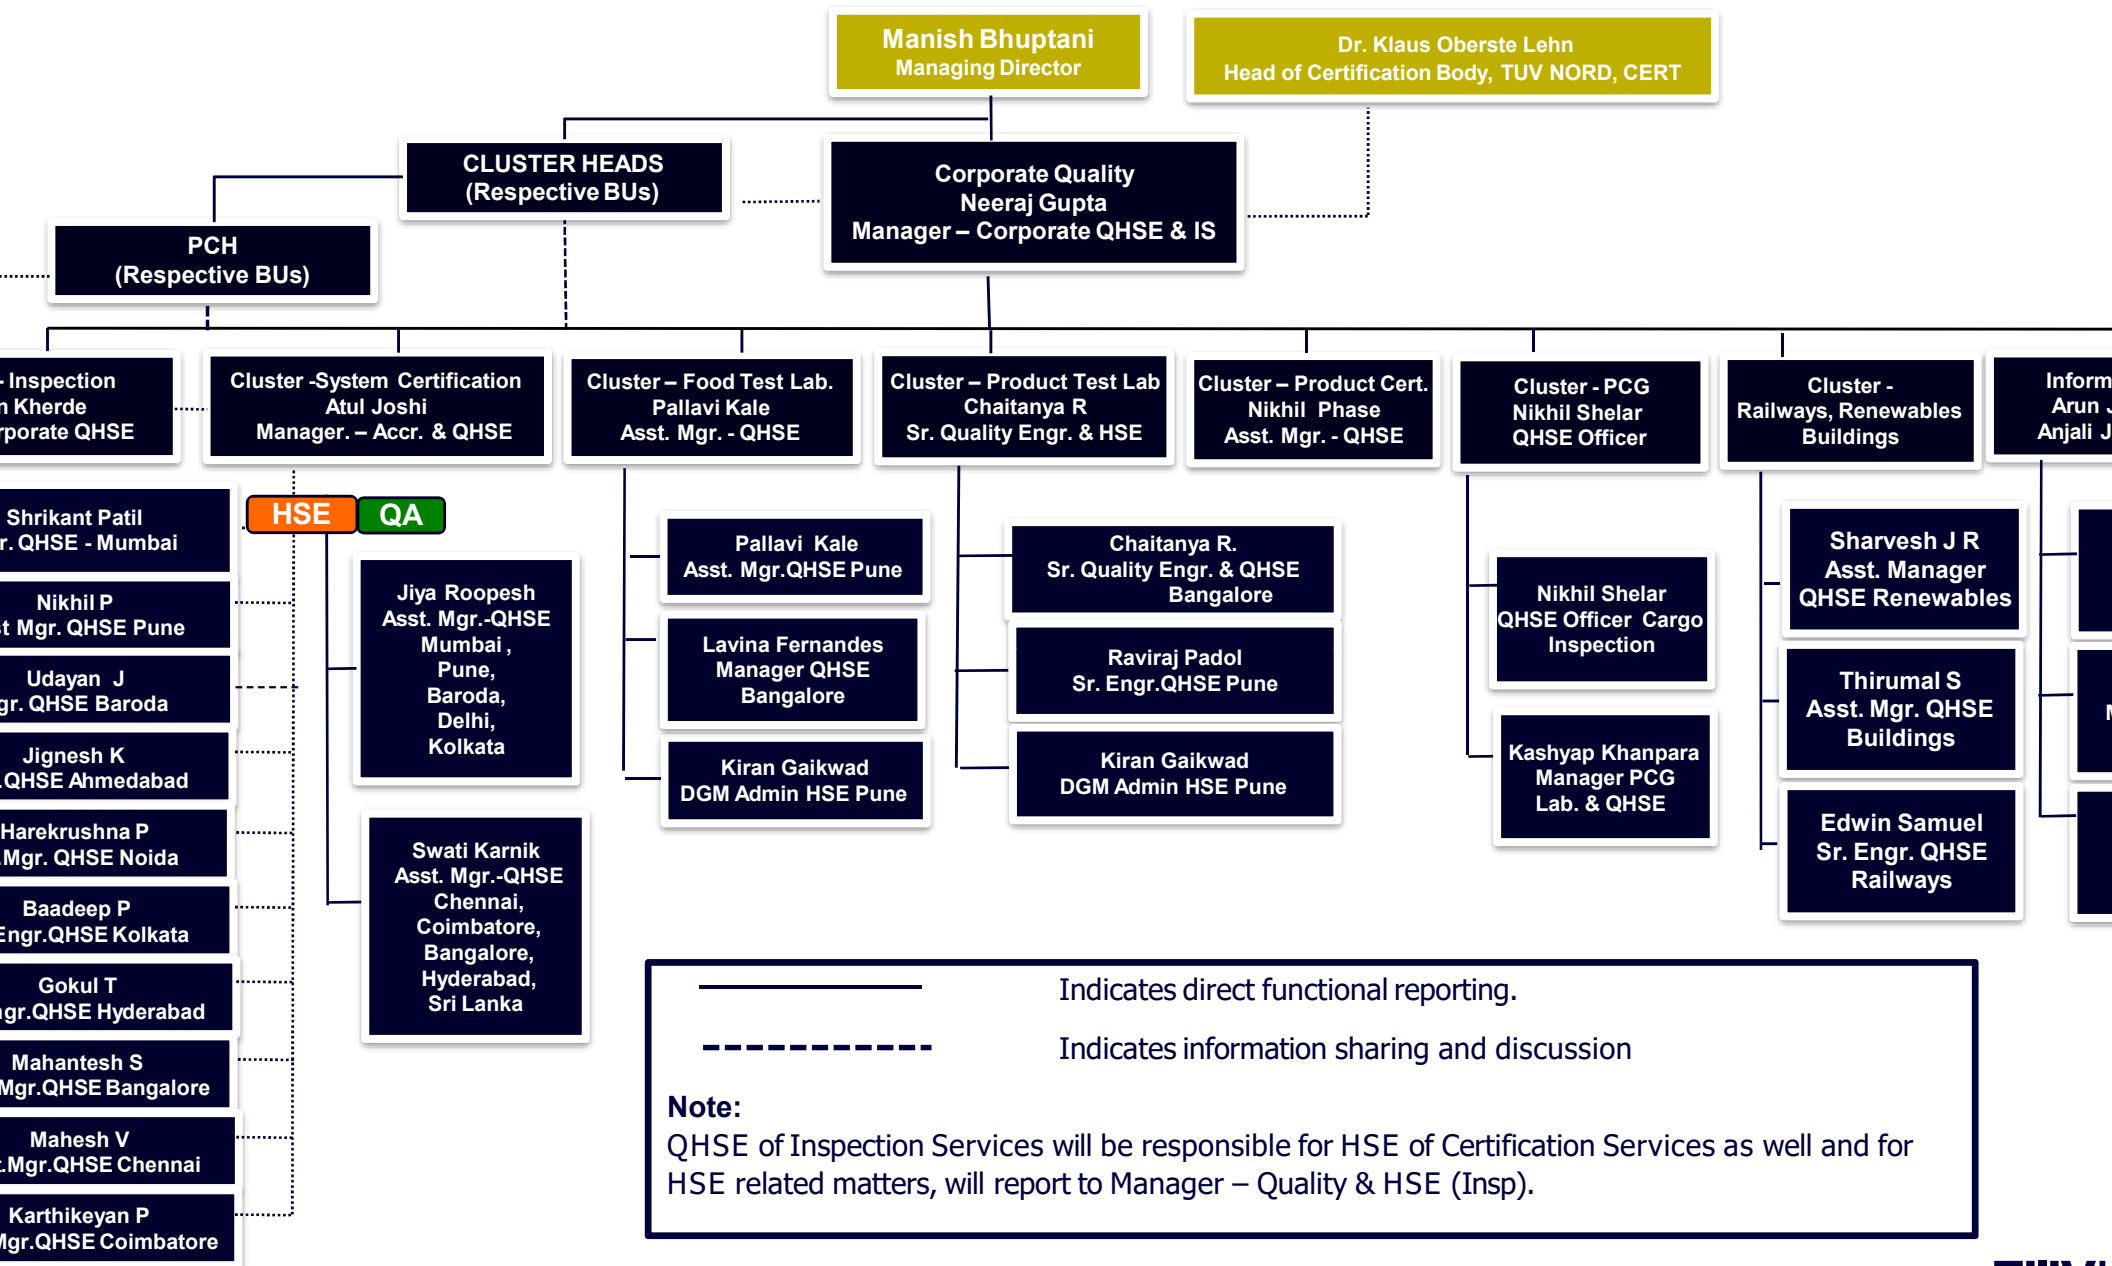 Manish Bhuptani
Managing Director
Dr. Klaus Oberste Lehn
Head of Certification Body, TUV NORD, CERT
CLUSTER HEADS
(Respective BUs)
Corporate Quality
Neeraj Gupta
Manager – Corporate QHSE & IS
PCH
(Respective BUs)
- Inspection
n Kherde
rporate QHSE
Cluster -System Certification
Atul Joshi
Manager. – Accr. & QHSE
Cluster – Food Test Lab.
Pallavi Kale
Asst. Mgr. - QHSE
Cluster – Product Test Lab
Chaitanya R
Sr. Quality Engr. & HSE
Cluster – Product Cert.
Nikhil Phase
Asst. Mgr. - QHSE
Cluster - PCG
Nikhil Shelar
QHSE Officer
Cluster -
Railways, Renewables
Buildings
Inform
Arun J
Anjali J
Shrikant Patil
r. QHSE - Mumbai
Nikhil P
st Mgr. QHSE Pune
Udayan J
gr. QHSE Baroda
Jignesh K
.QHSE Ahmedabad
Harekrushna P
.Mgr. QHSE Noida
Baadeep P
Engr.QHSE Kolkata
Gokul T
ngr.QHSE Hyderabad
Mahantesh S
Mgr.QHSE Bangalore
Mahesh V
t.Mgr.QHSE Chennai
Karthikeyan P
Mgr.QHSE Coimbatore
HSE
QA
Jiya Roopesh
Asst. Mgr.-QHSE
Mumbai ,
Pune,
Baroda,
Delhi,
Kolkata
Swati Karnik
Asst. Mgr.-QHSE
Chennai,
Coimbatore,
Bangalore,
Hyderabad,
Sri Lanka
Pallavi Kale
Asst. Mgr.QHSE Pune
Lavina Fernandes
Manager QHSE
Bangalore
Kiran Gaikwad
DGM Admin HSE Pune
Chaitanya R.
Sr. Quality Engr. & QHSE
Bangalore
Raviraj Padol
Sr. Engr.QHSE Pune
Kiran Gaikwad
DGM Admin HSE Pune
Nikhil Shelar
QHSE Officer Cargo
Inspection
Kashyap Khanpara
Manager PCG
Lab. & QHSE
Sharvesh J R
Asst. Manager
QHSE Renewables
Thirumal S
Asst. Mgr. QHSE
Buildings
Edwin Samuel
Sr. Engr. QHSE
Railways
M
Indicates direct functional reporting.
Indicates information sharing and discussion
Note:
QHSE of Inspection Services will be responsible for HSE of Certification Services as well and for
HSE related matters, will report to Manager – Quality & HSE (Insp).